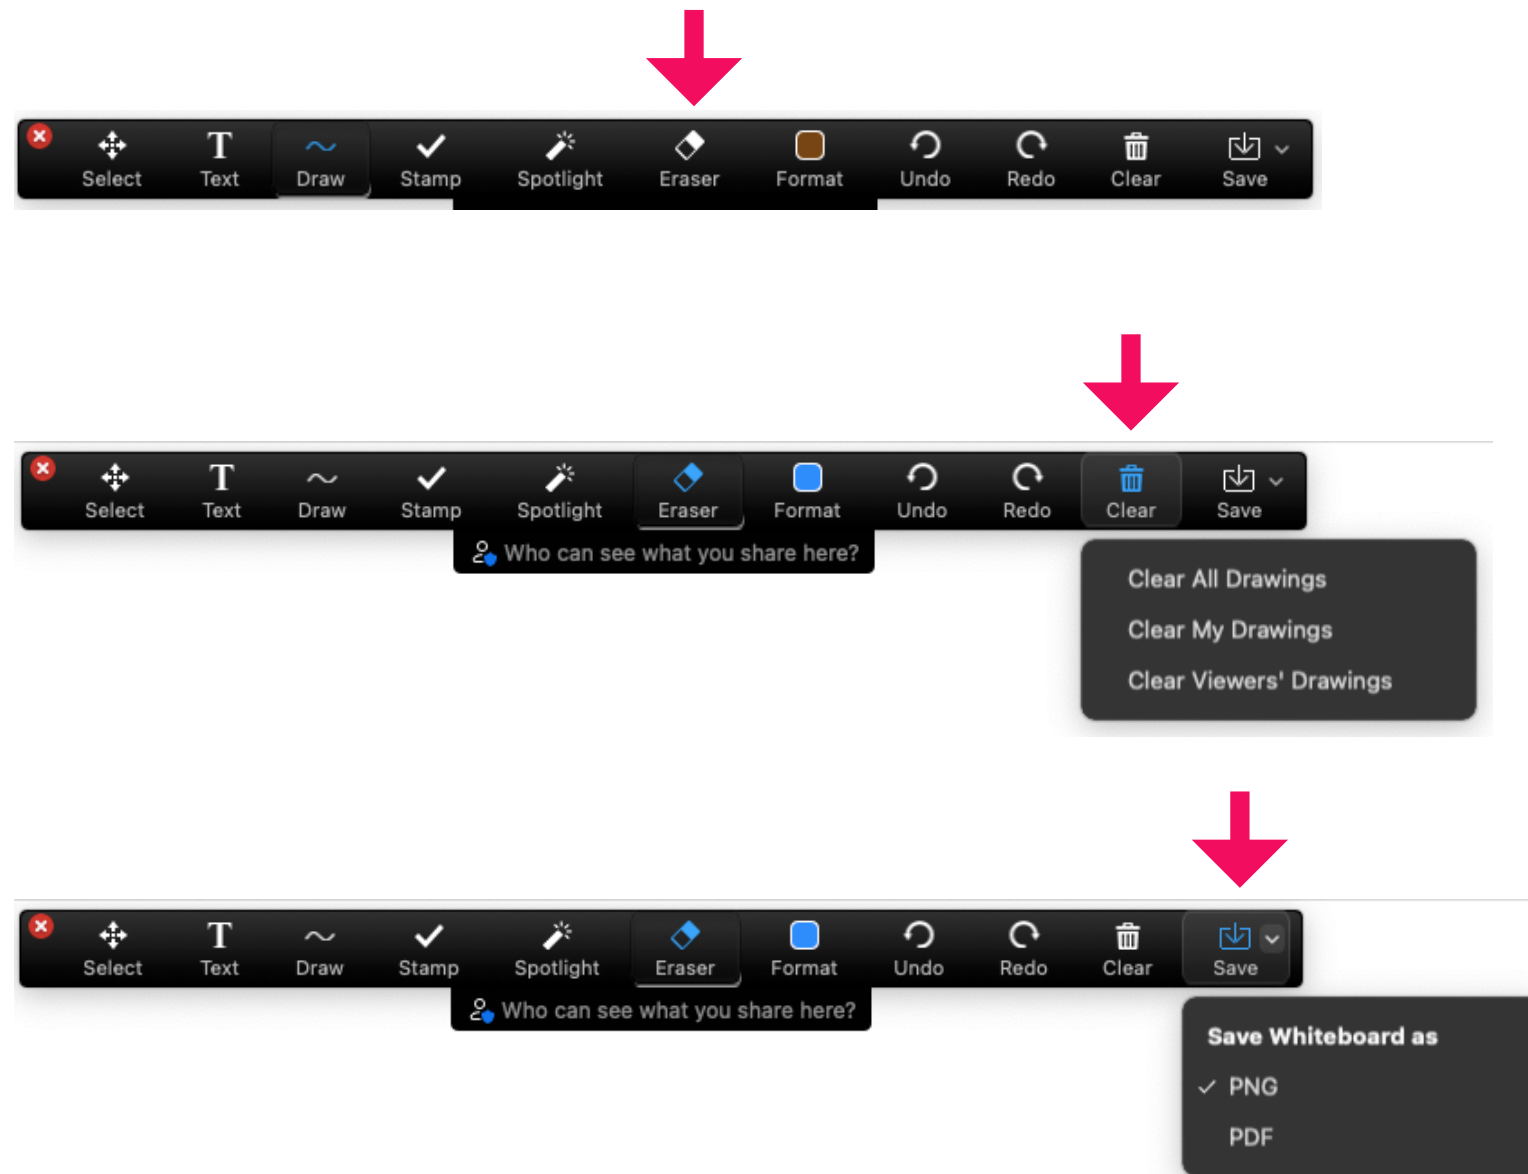 Select Text Draw Stamp Spotlight Eraser Format Undo Redo Clear Save
Select Text Draw Stamp Spotlight Eraser Format Undo Redo Clear Save
Who can see what you share here?
Clear All Drawings
Clear My Drawings
Clear Viewers' Drawings
Select Text Draw Stamp Spotlight Eraser Format Undo Redo Clear Save
Who can see what you share here?
Save Whiteboard as
PNG
PDF